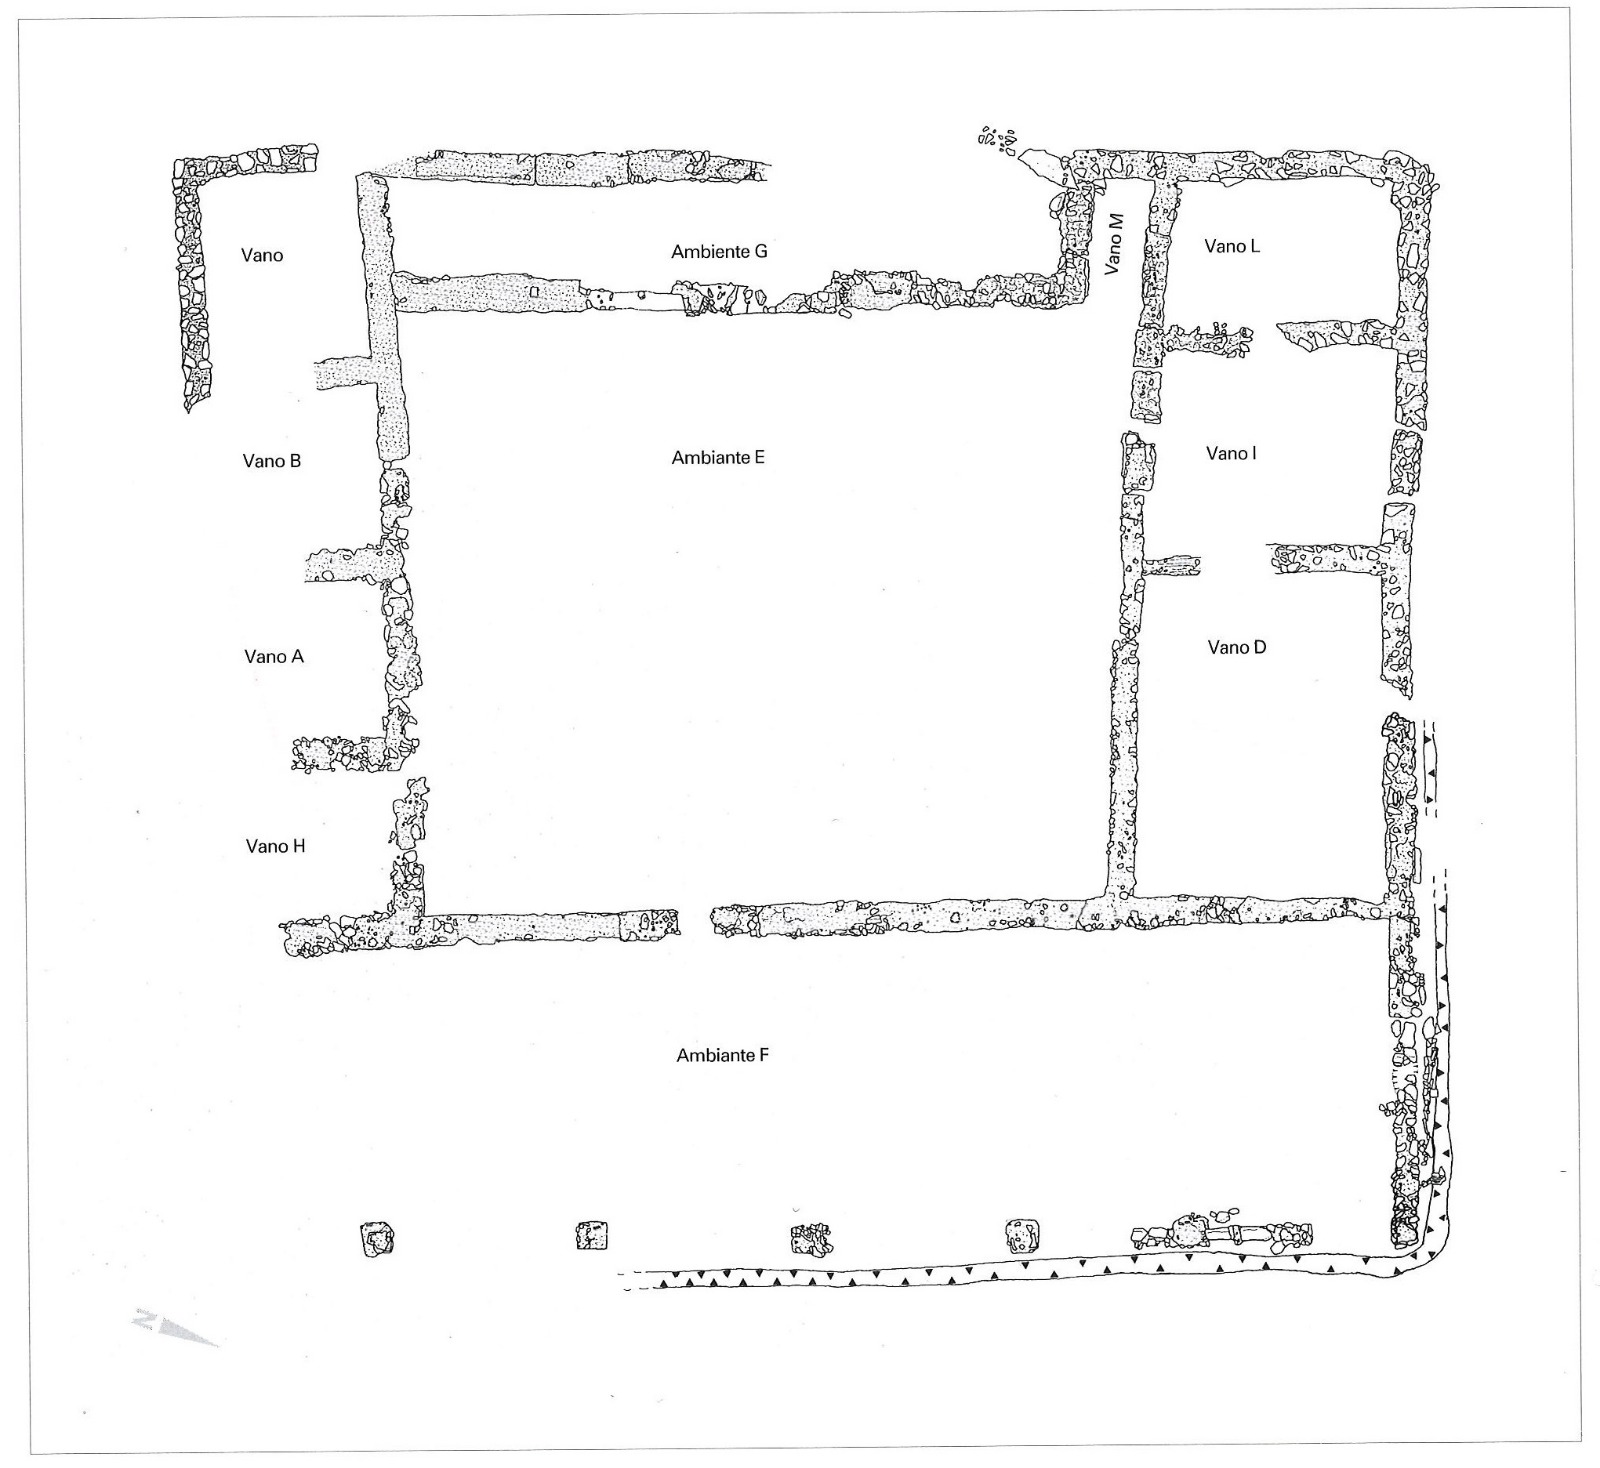 Vano
Ambiente G
Vano M
Vano L
Vano B
Ambiante E
Vano I
Vano A
Vano D
Vano H
Ambiante F
N